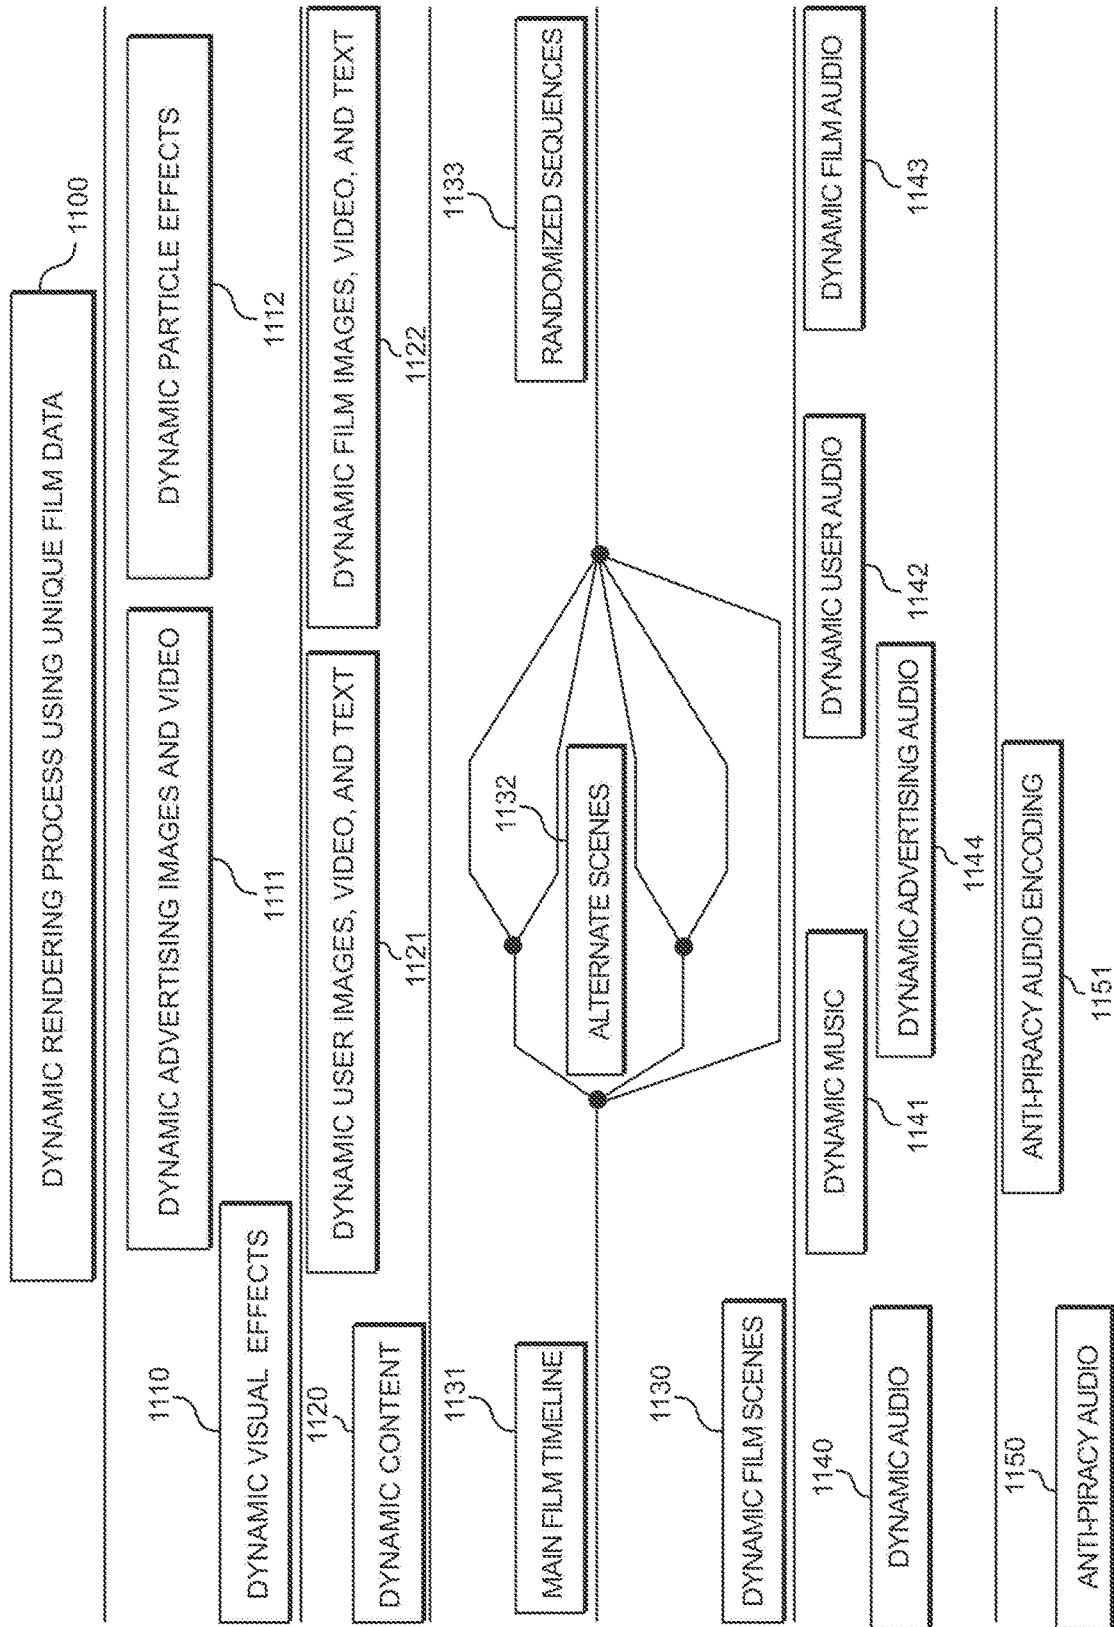 DYNAMIC RENDERING PROCESS USING UNIQUE FILM DATA
1100
DYNAMIC ADVERTISING IMAGES AND VIDEO
1111
DYNAMIC PARTICLE EFFECTS
1112
1110
DYNAMIC VISUAL EFFECTS
DYNAMIC USER IMAGES, VIDEO, AND TEXT
1121
DYNAMIC FILM IMAGES, VIDEO, AND TEXT
1122
1120
DYNAMIC CONTENT
1131
MAIN FILM TIMELINE
1132
ALTERNATE SCENES
1133
RANDOMIZED SEQUENCES
1130
DYNAMIC FILM SCENES
DYNAMIC MUSIC
1141
DYNAMIC USER AUDIO
1142
DYNAMIC FILM AUDIO
1143
1140
DYNAMIC AUDIO
DYNAMIC ADVERTISING AUDIO
1144
ANTI-PIRACY AUDIO ENCODING
1151
1150
ANTI-PIRACY AUDIO